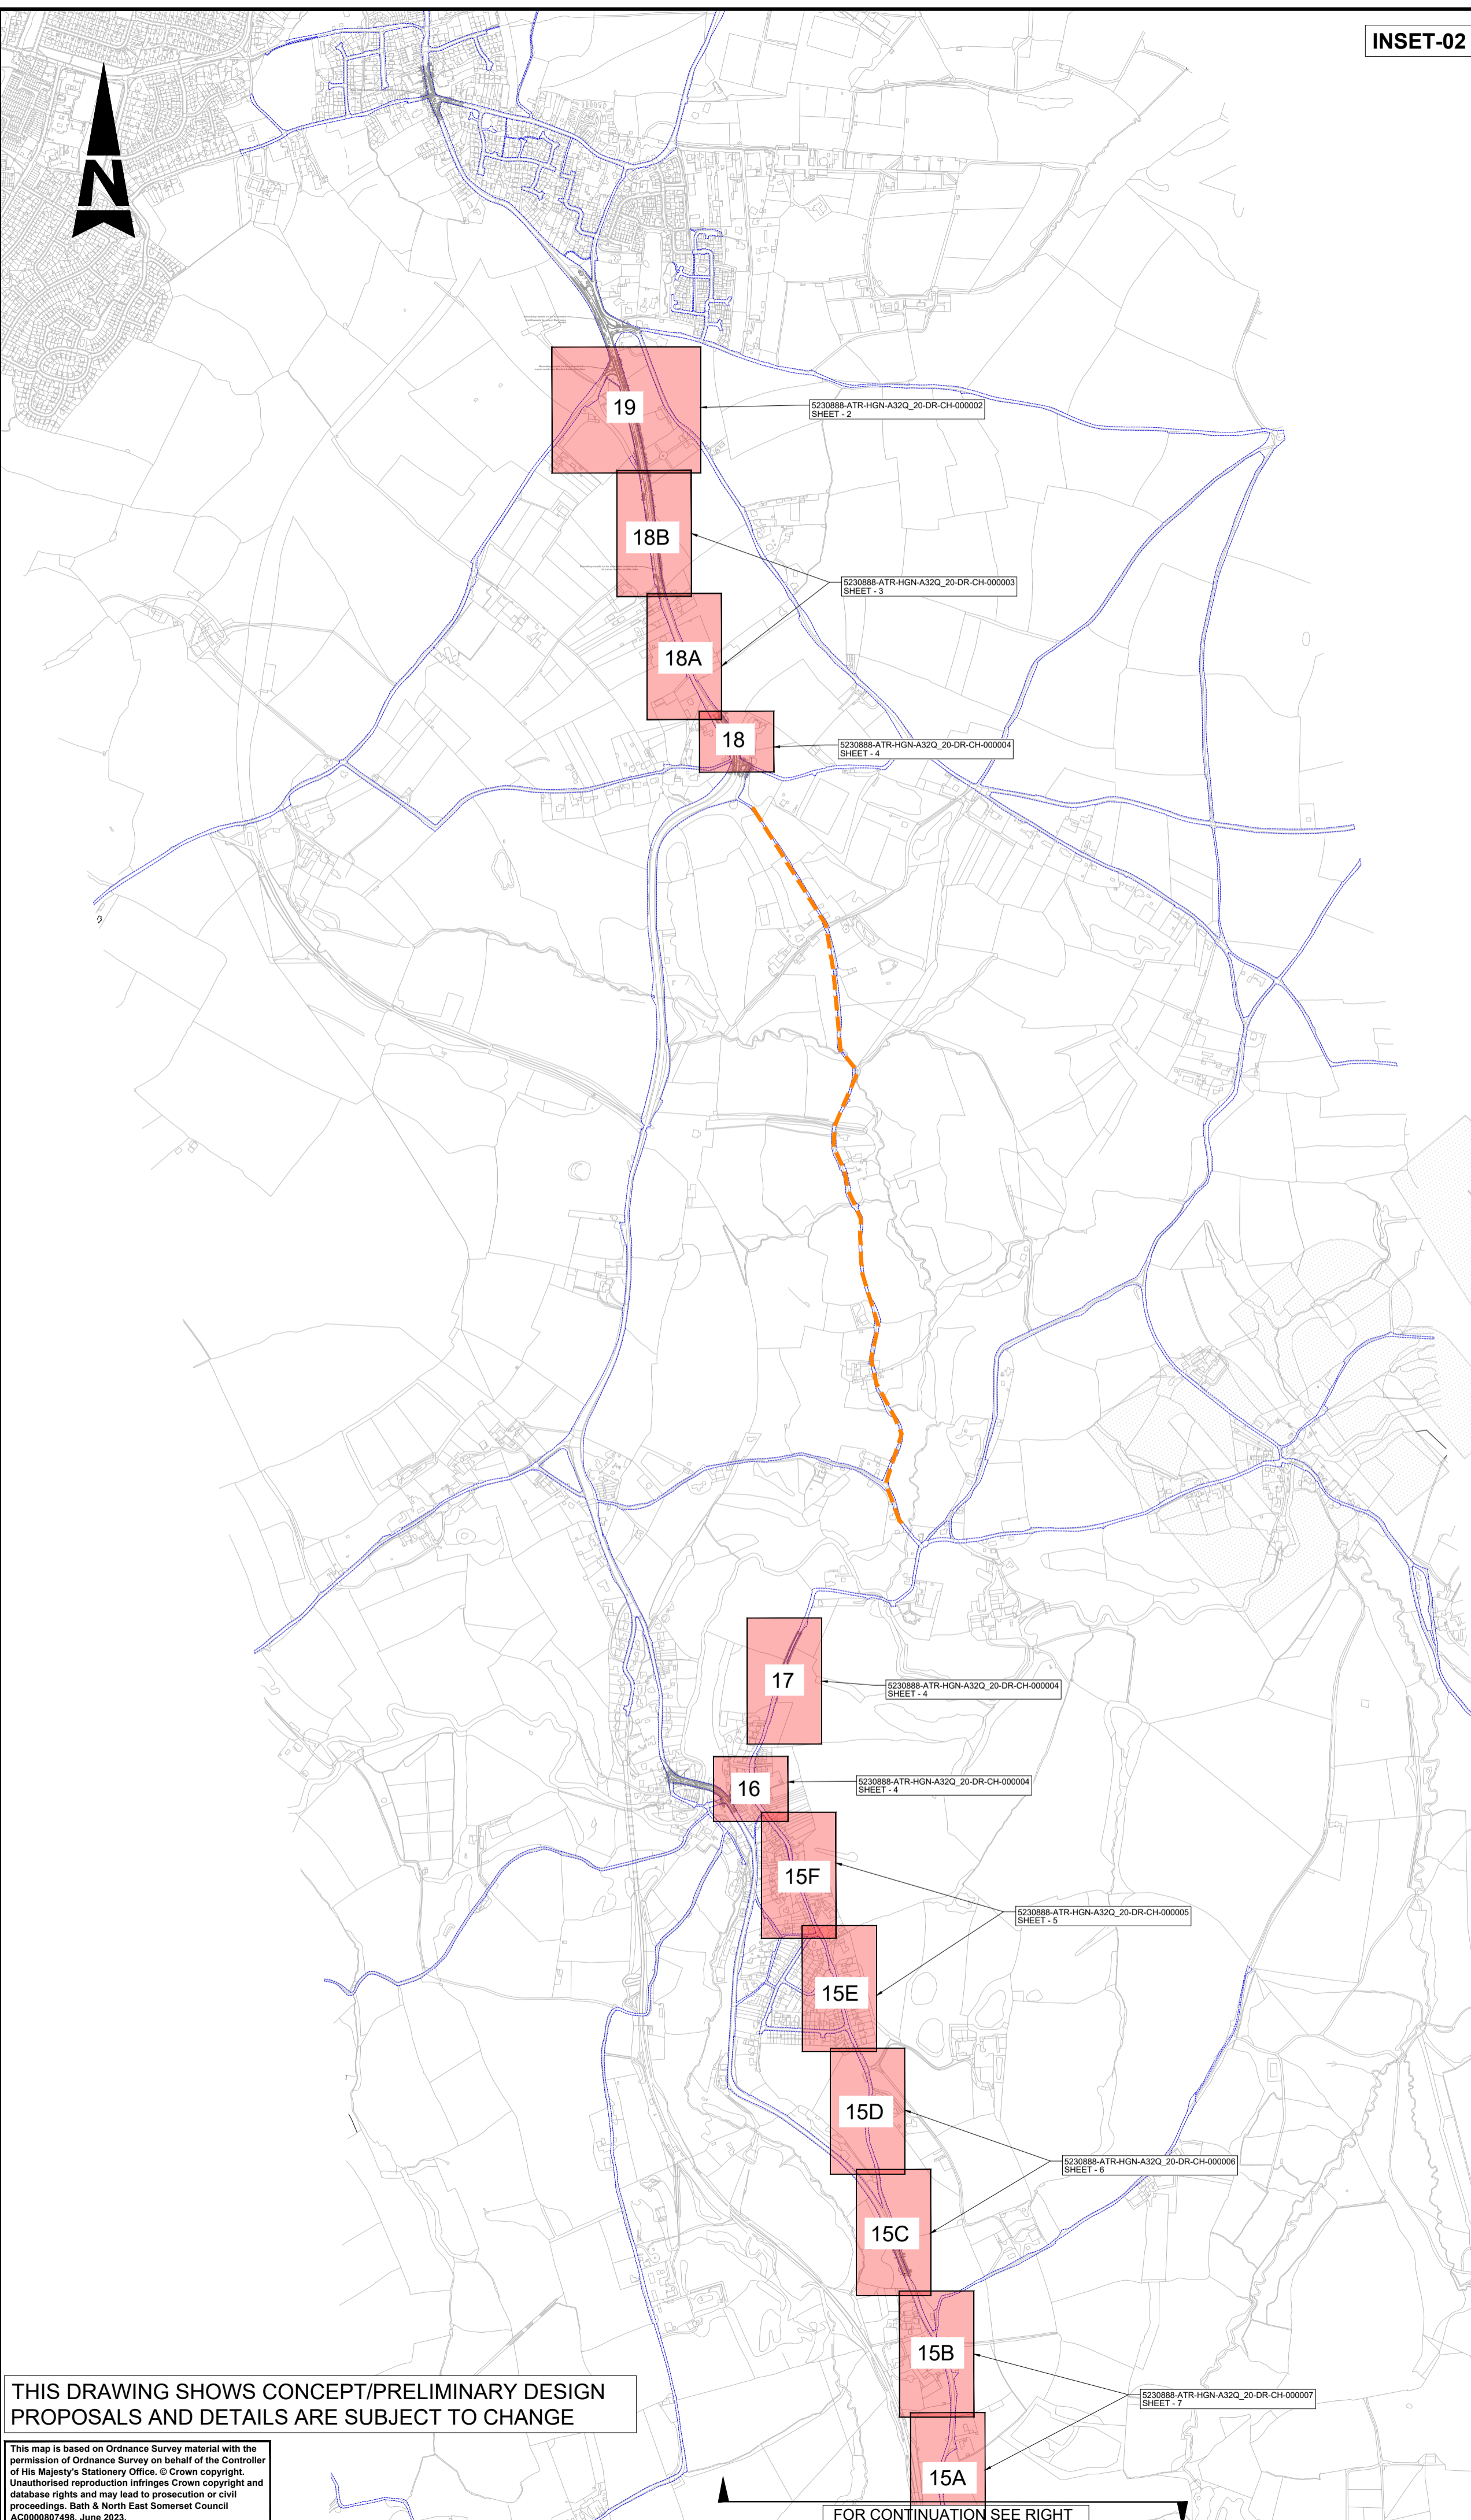 INSET-02
N
19
5230888-ATR-HGN-A32Q_20-DR-CH-000002
SHEET - 2
18B
5230888-ATR-HGN-A32Q_20-DR-CH-000003
SHEET - 3
18A
18
5230888-ATR-HGN-A32Q_20-DR-CH-000004
SHEET - 4
17
5230888-ATR-HGN-A32Q_20-DR-CH-000004
SHEET - 4
16
5230888-ATR-HGN-A32Q_20-DR-CH-000004
SHEET - 4
15F
5230888-ATR-HGN-A32Q_20-DR-CH-000005
SHEET - 5
15E
15D
5230888-ATR-HGN-A32Q_20-DR-CH-000006
SHEET - 6
15C
15B
5230888-ATR-HGN-A32Q_20-DR-CH-000007
SHEET - 7
15A
THIS DRAWING SHOWS CONCEPT/PRELIMINARY DESIGN
PROPOSALS AND DETAILS ARE SUBJECT TO CHANGE
This map is based on Ordnance Survey material with the
permission of Ordnance Survey on behalf of the Controller
of His Majesty's Stationery Office. © Crown copyright.
Unauthorised reproduction infringes Crown copyright and
database rights and may lead to prosecution or civil
proceedings. Bath & North East Somerset Council
AC0000807498, June 2023.
FOR CONTINUATION SEE RIGHT